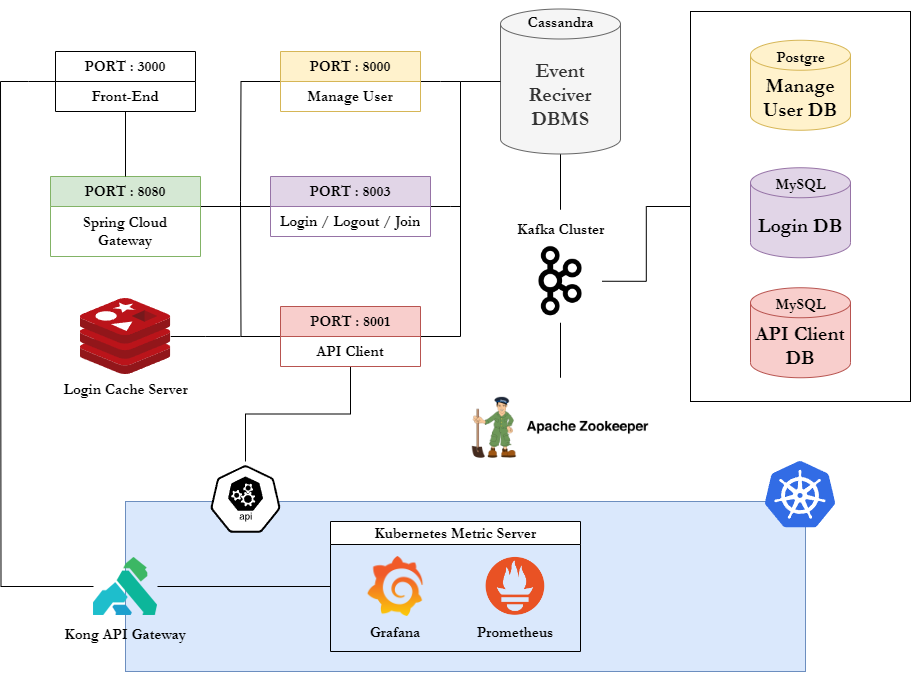 Cassandra
Event
Reciver
DBMS
PORT : 3000
Front-End
PORT : 8000
Manage User
Postgre
Manage
User DB
PORT : 8080
Spring Cloud
Gateway
PORT : 8003
Login / Logout / Join
MySQL
Login DB
Kafka Cluster
PORT : 8001
API Client
MySQL
API Client
DB
Login Cache Server
Apache Zookeeper
api
Kubernetes Metric Server
Grafana
Prometheus
Kong API Gateway